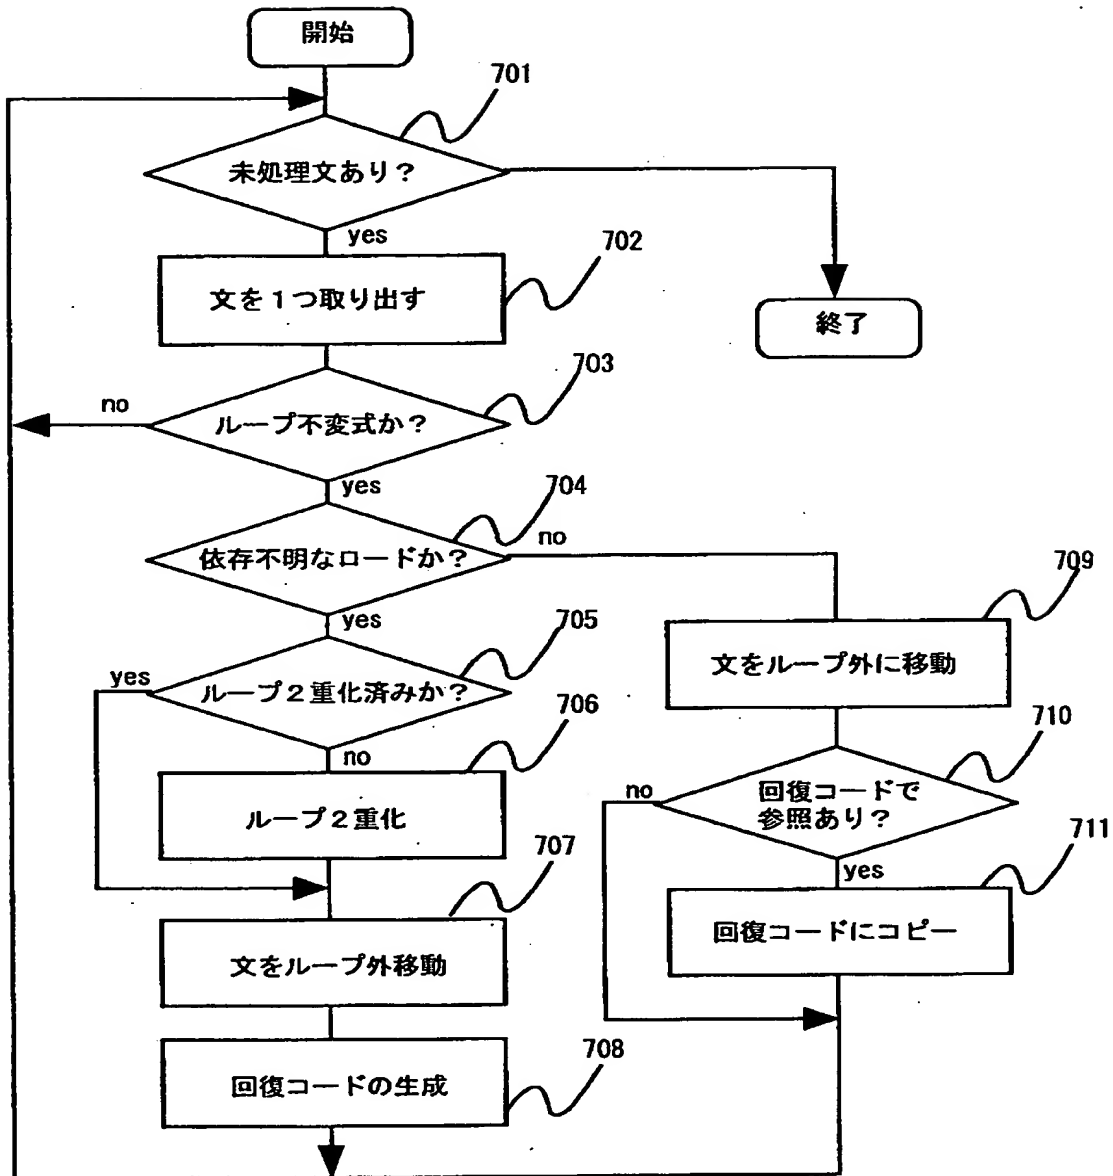 開始
701
未処理文あり？
yes
702
文を１つ取り出す
終了
703
no
ループ不変式か？
yes
704
no
依存不明なロードか？
709
yes
705
文をループ外に移動
yes
ループ２重化済みか？
706
710
no
no
回復コードで
参照あり？
ループ２重化
711
707
yes
回復コードにコピー
文をループ外移動
708
回復コードの生成